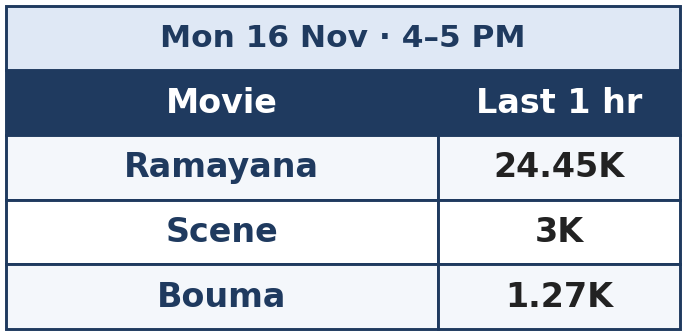 Mon 16 Nov · 4–5 PM
Movie Last 1 hr
Ramayana 24.45K
Scene 3K
Bouma 1.27K